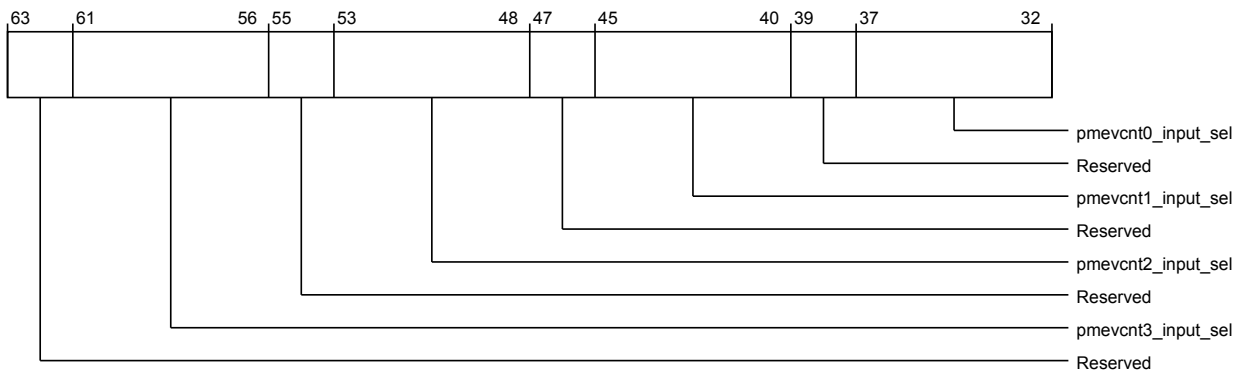 63 61 56 55 53 48 47 45 40 39 37 32
pmevcnt0_input_sel
Reserved
pmevcnt1_input_sel
Reserved
pmevcnt2_input_sel
Reserved
pmevcnt3_input_sel
Reserved